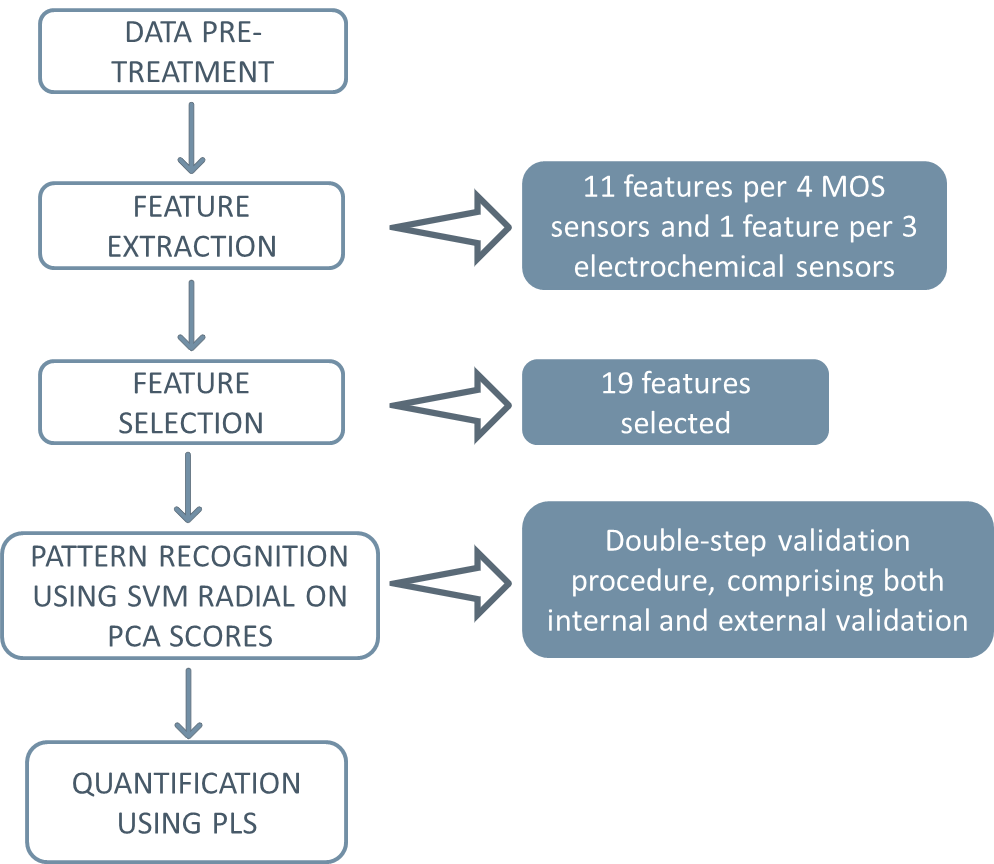 DATA PRE-
TREATMENT
FEATURE
EXTRACTION
11 features per 4 MOS
sensors and 1 feature per 3
electrochemical sensors
FEATURE
SELECTION
19 features
selected
PATTERN RECOGNITION
USING SVM RADIAL ON
PCA SCORES
Double-step validation
procedure, comprising both
internal and external validation
QUANTIFICATION
USING PLS